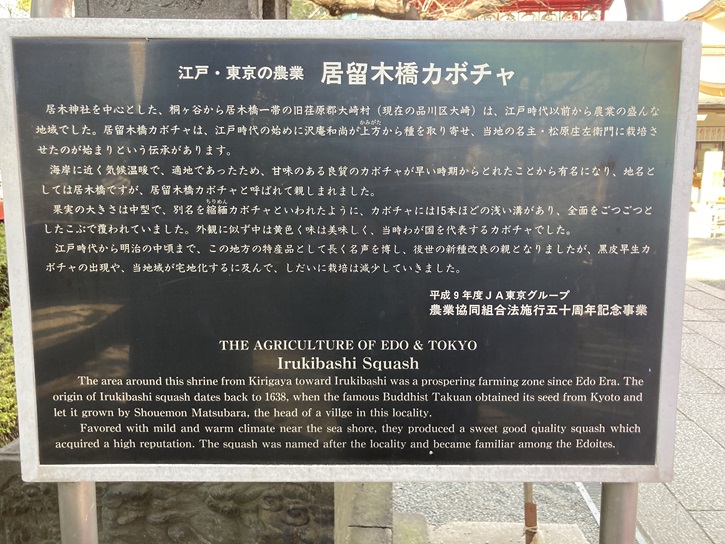 江戸・東京の農業 居留木橋カボチャ
居木神社を中心とした、桐ヶ谷から居木橋一帯の旧荏原郡大崎村（現在の品川区大崎）は、江戸時代以前から農業の盛んな
地域でした。居留木橋カボチャは、江戸時代の始めに沢庵和尚が上方から種を取り寄せ、当地の名主・松原庄左衛門に栽培さ
かみがた
せたのが始まりという伝承があります。
海岸に近く気候温暖で、適地であったため、甘味のある良質のカボチャが早い時期からとれたことから有名になり、地名と
しては居木橋ですが、居留木橋カボチャと呼ばれて親しまれました。
ちりめん
果実の大きさは中型で、別名を縮緬カボチャといわれたように、カボチャには15本ほどの浅い溝があり、全面をごつごつと
したこぶで覆われていました。外観に似ず中は黄色く味は美味しく、当時わが国を代表するカボチャでした。
江戸時代から明治の中頃まで、この地方の特産品として長く名声を博し、後世の新種改良の親となりましたが、黒皮早生カ
ボチャの出現や、当地域が宅地化するに及んで、しだいに栽培は減少していきました。
平成9年度JA東京グループ
農業協同組合法施行五十周年記念事業
THE AGRICULTURE OF EDO & TOKYO
Irukibashi Squash
The area around this shrine from Kirigaya toward Irukibashi was a prospering farming zone since Edo Era. The
origin of Irukibashi squash dates back to 1638, when the famous Buddhist Takuan obtained its seed from Kyoto and
let it grown by Shouemon Matsubara, the head of a villge in this locality.
Favored with mild and warm climate near the sea shore, they produced a sweet good quality squash which
acquired a high reputation. The squash was named after the locality and became familiar among the Edoites.